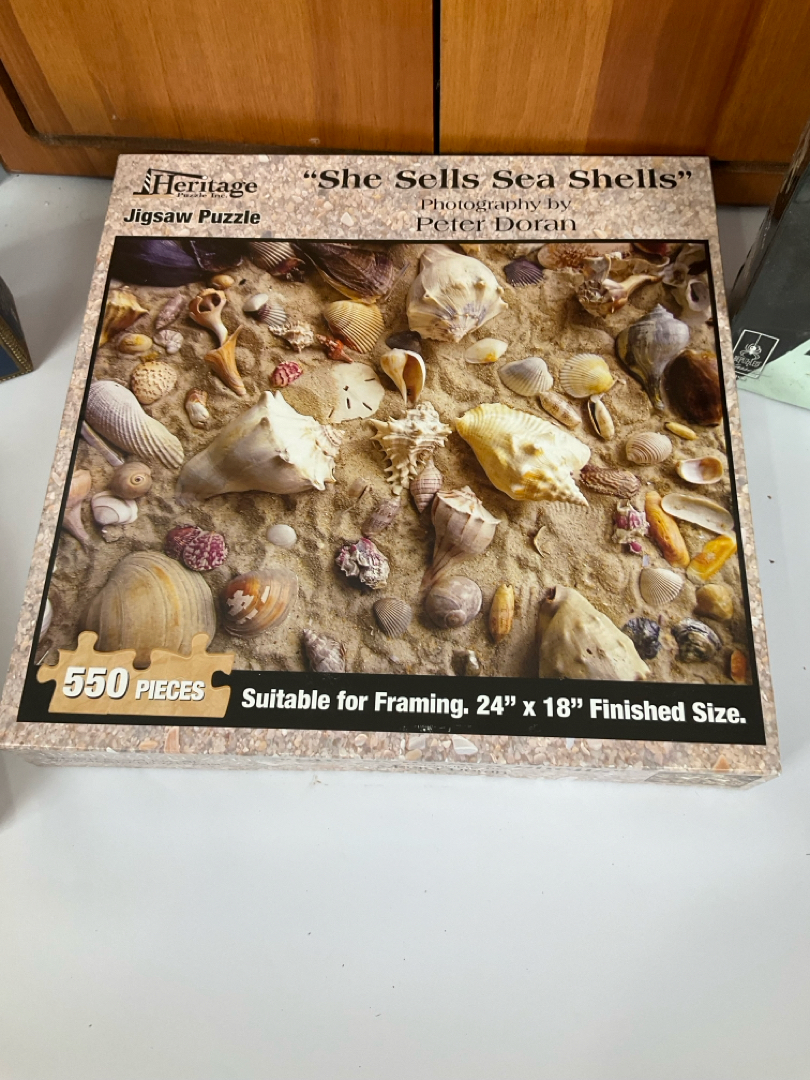 Heritage
Puzzle Inc.
Jigsaw Puzzle
“She Sells Sea Shells”
Photography by
Peter Doran
550 PIECES
Suitable for Framing. 24” x 18” Finished Size.